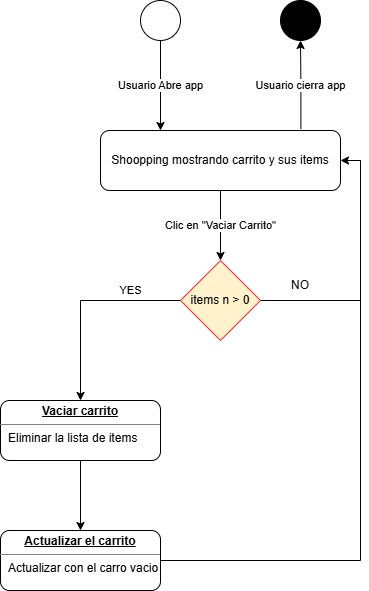 Usuario Abre app
Usuario cierra app
Shoopping mostrando carrito y sus items
Clic en "Vaciar Carrito"
items n > 0
YES
NO
Vaciar carrito
Eliminar la lista de items
Actualizar el carrito
Actualizar con el carro vacio